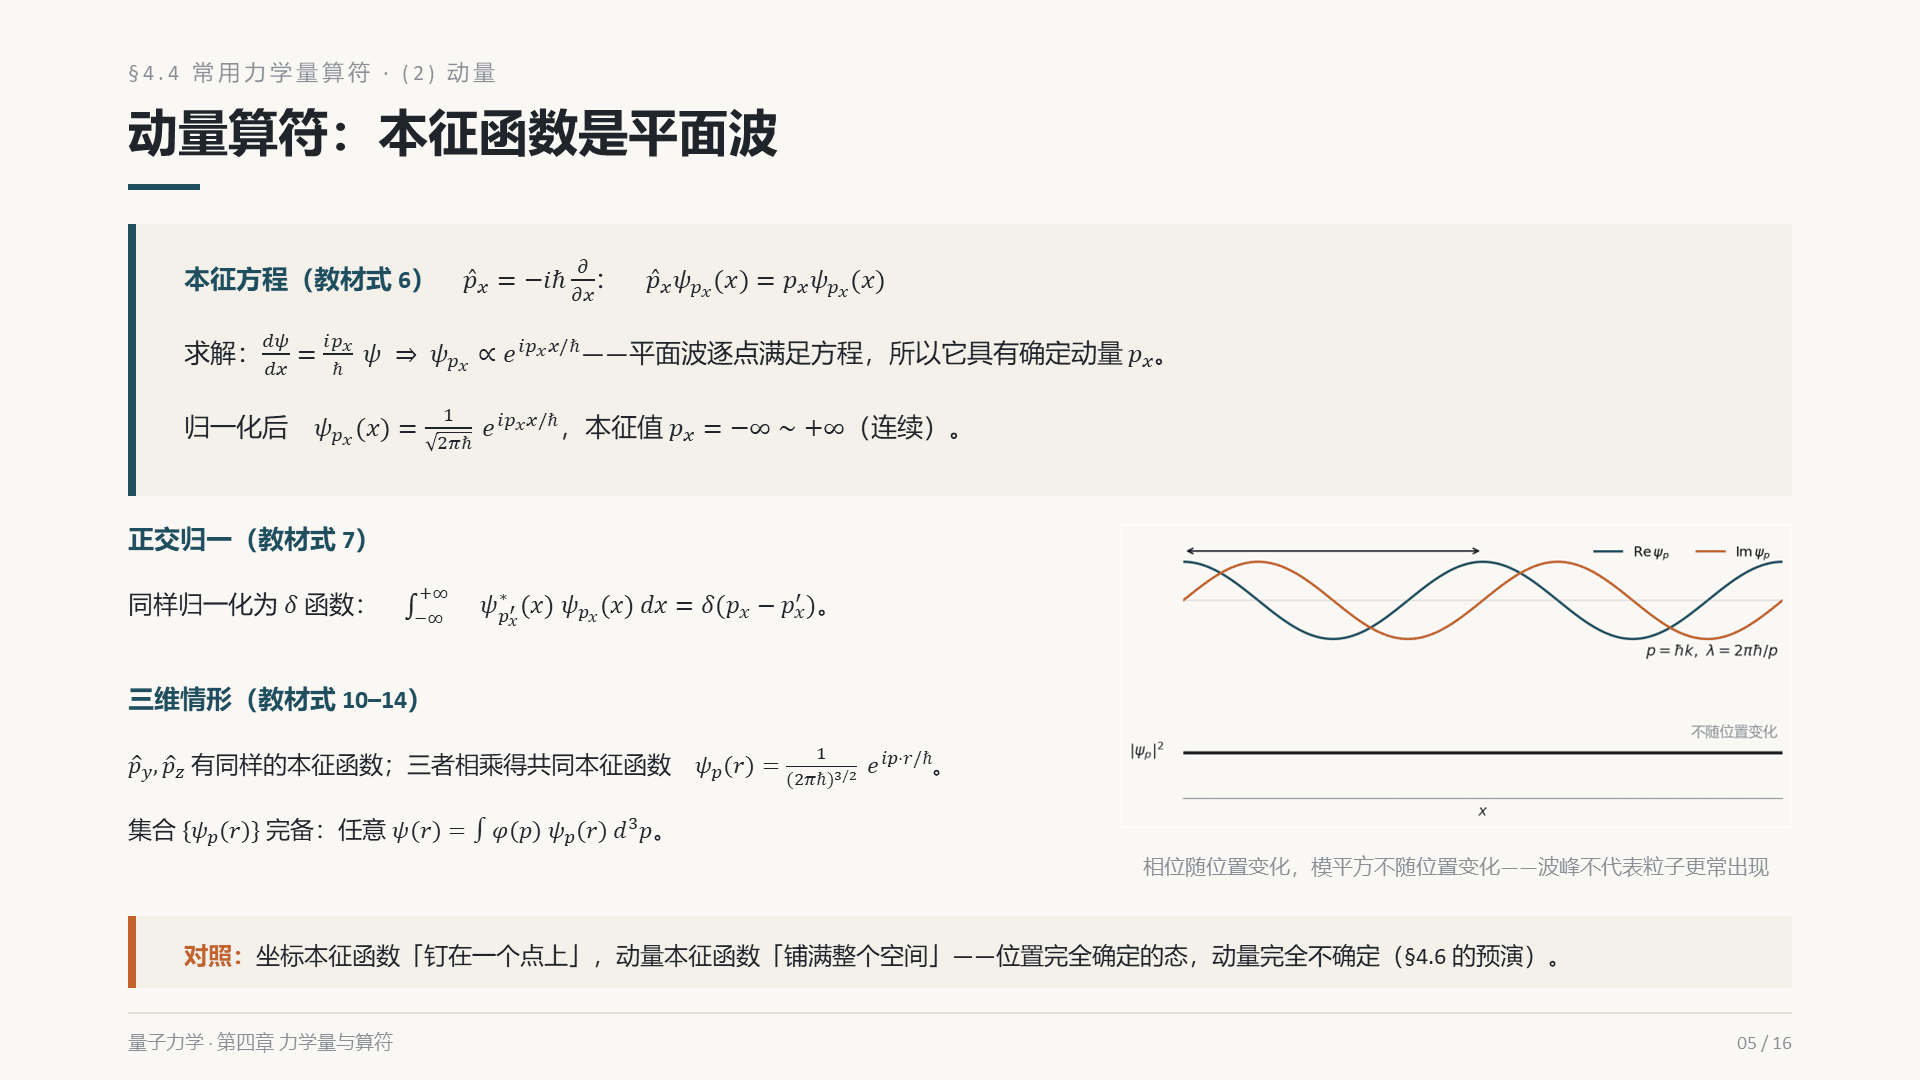 §4.4 常用力学量算符 · (2) 动量
动量算符：本征函数是平面波
本征方程（教材式 6） p̂ₓ = −iħ ∂/∂x： p̂ₓψ_{pₓ}(x) = pₓψ_{pₓ}(x)
求解：dψ/dx = ipₓ/ħ ψ ⇒ ψ_{pₓ} ∝ e^{ipₓx/ħ}——平面波逐点满足方程，所以它具有确定动量 pₓ。
归一化后 ψ_{pₓ}(x) = 1/√(2πħ) e^{ipₓx/ħ}，本征值 pₓ = −∞ ~ +∞（连续）。
正交归一（教材式 7）
同样归一化为 δ 函数： ∫_{−∞}^{+∞} ψ*_{p′ₓ}(x) ψ_{pₓ}(x) dx = δ(pₓ − p′ₓ)。
三维情形（教材式 10–14）
p̂_y, p̂_z 有同样的本征函数；三者相乘得共同本征函数 ψ_p(r) = 1/(2πħ)^{3/2} e^{ip·r/ħ}。
集合 {ψ_p(r)} 完备：任意 ψ(r) = ∫ φ(p) ψ_p(r) d³p。
Re ψ_p Im ψ_p
p = ħk, λ = 2πħ/p
不随位置变化
|ψ_p|²
x
相位随位置变化，模平方不随位置变化——波峰不代表粒子更常出现
对照：坐标本征函数「钉在一个点上」，动量本征函数「铺满整个空间」——位置完全确定的态，动量完全不确定（§4.6 的预演）。
量子力学 · 第四章 力学量与算符
05 / 16